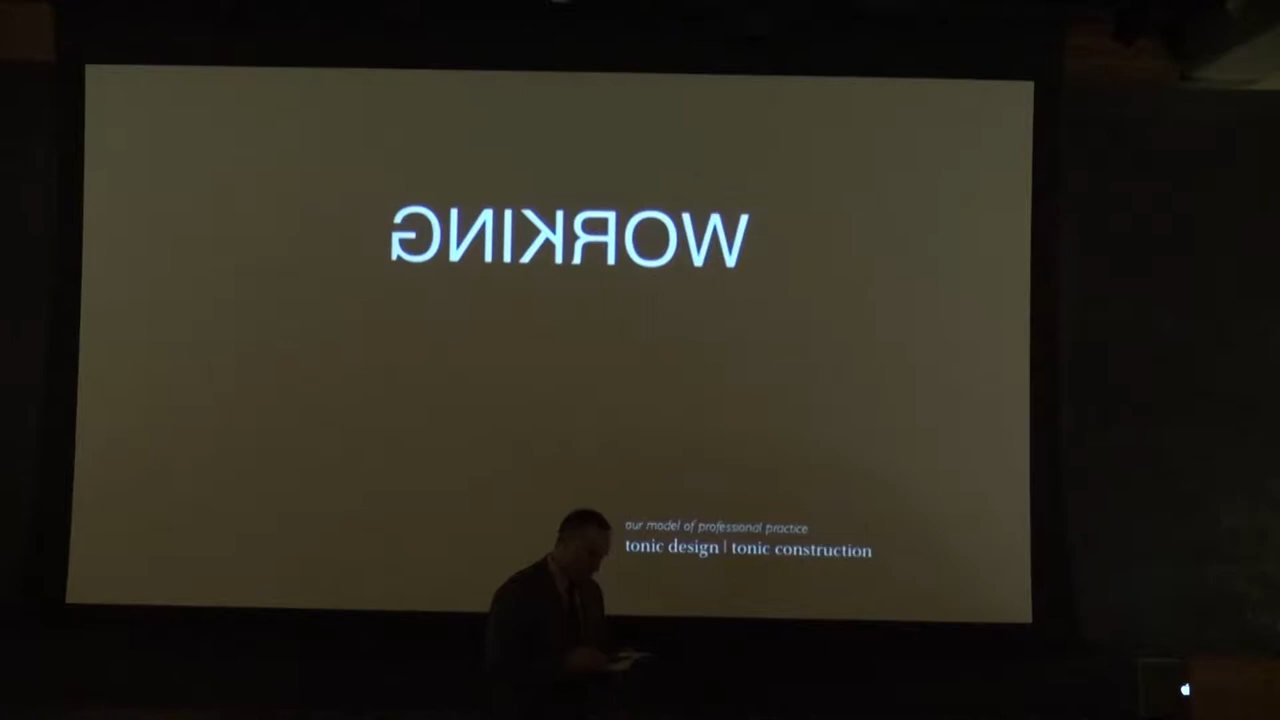 WORKING
our model of professional practice
tonic design | tonic construction